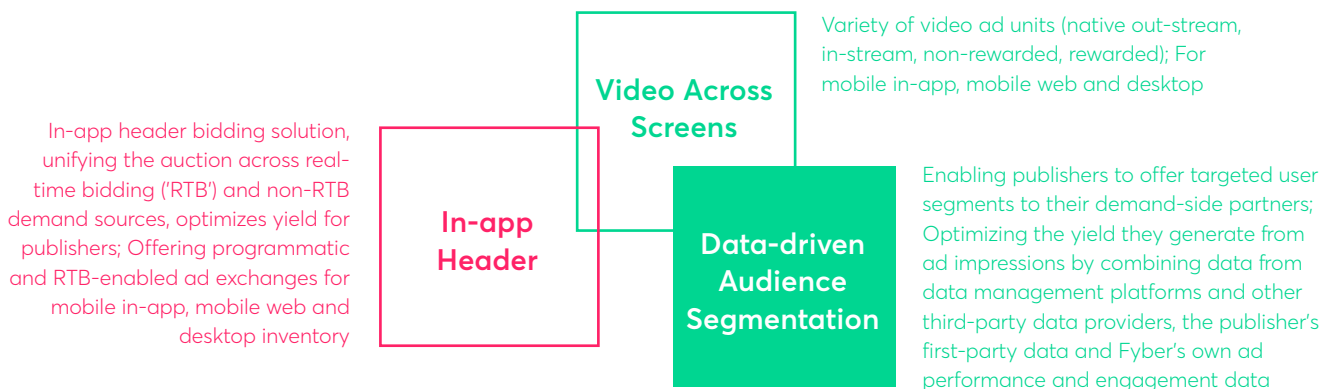 Variety of video ad units (native out-stream,
in-stream, non-rewarded, rewarded); For
mobile in-app, mobile web and desktop
Video Across
Screens
In-app header bidding solution,
unifying the auction across real-
time bidding ('RTB') and non-RTB
demand sources, optimizes yield for
publishers; Offering programmatic
and RTB-enabled ad exchanges for
mobile in-app, mobile web and
desktop inventory
In-app
Header
Data-driven
Audience
Segmentation
Enabling publishers to offer targeted user
segments to their demand-side partners;
Optimizing the yield they generate from
ad impressions by combining data from
data management platforms and other
third-party data providers, the publisher's
first-party data and Fyber's own ad
performance and engagement data